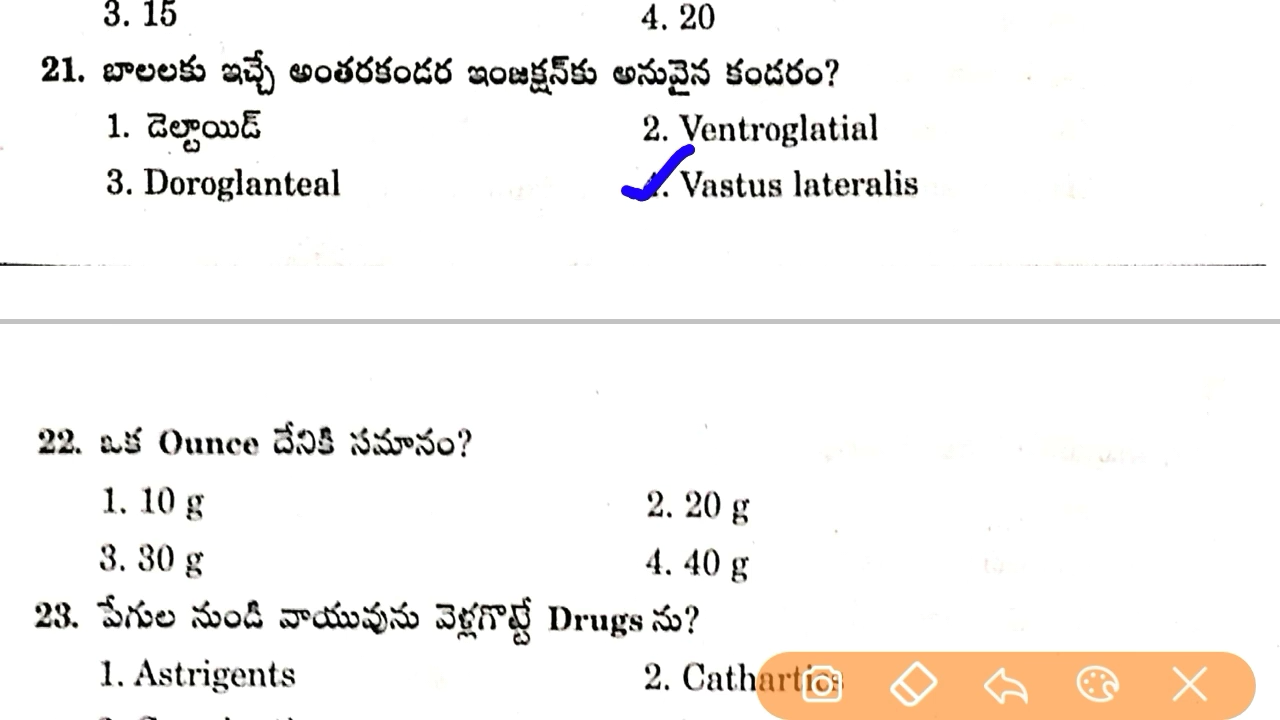 3. 15 4. 20
21. బాలలకు ఇచ్చే అంతరకండర ఇంజక్షన్‌కు అనువైన కండరం?
1. డెల్టాయిడ్ 2. Ventroglatial
3. Doroglanteal 4. Vastus lateralis
22. ఒక Ounce దేనికి సమానం?
1. 10 g 2. 20 g
3. 30 g 4. 40 g
23. పేగుల నుండి వాయువును వెళ్లగొట్టే Drugs ను?
1. Astrigents 2. Cathartics